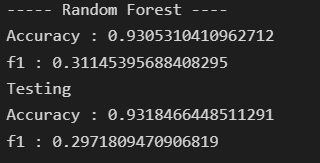 ----- Random Forest ----
Accuracy : 0.9305310410962712
f1 : 0.31145395688408295
Testing
Accuracy : 0.9318466448511291
f1 : 0.2971809470906819